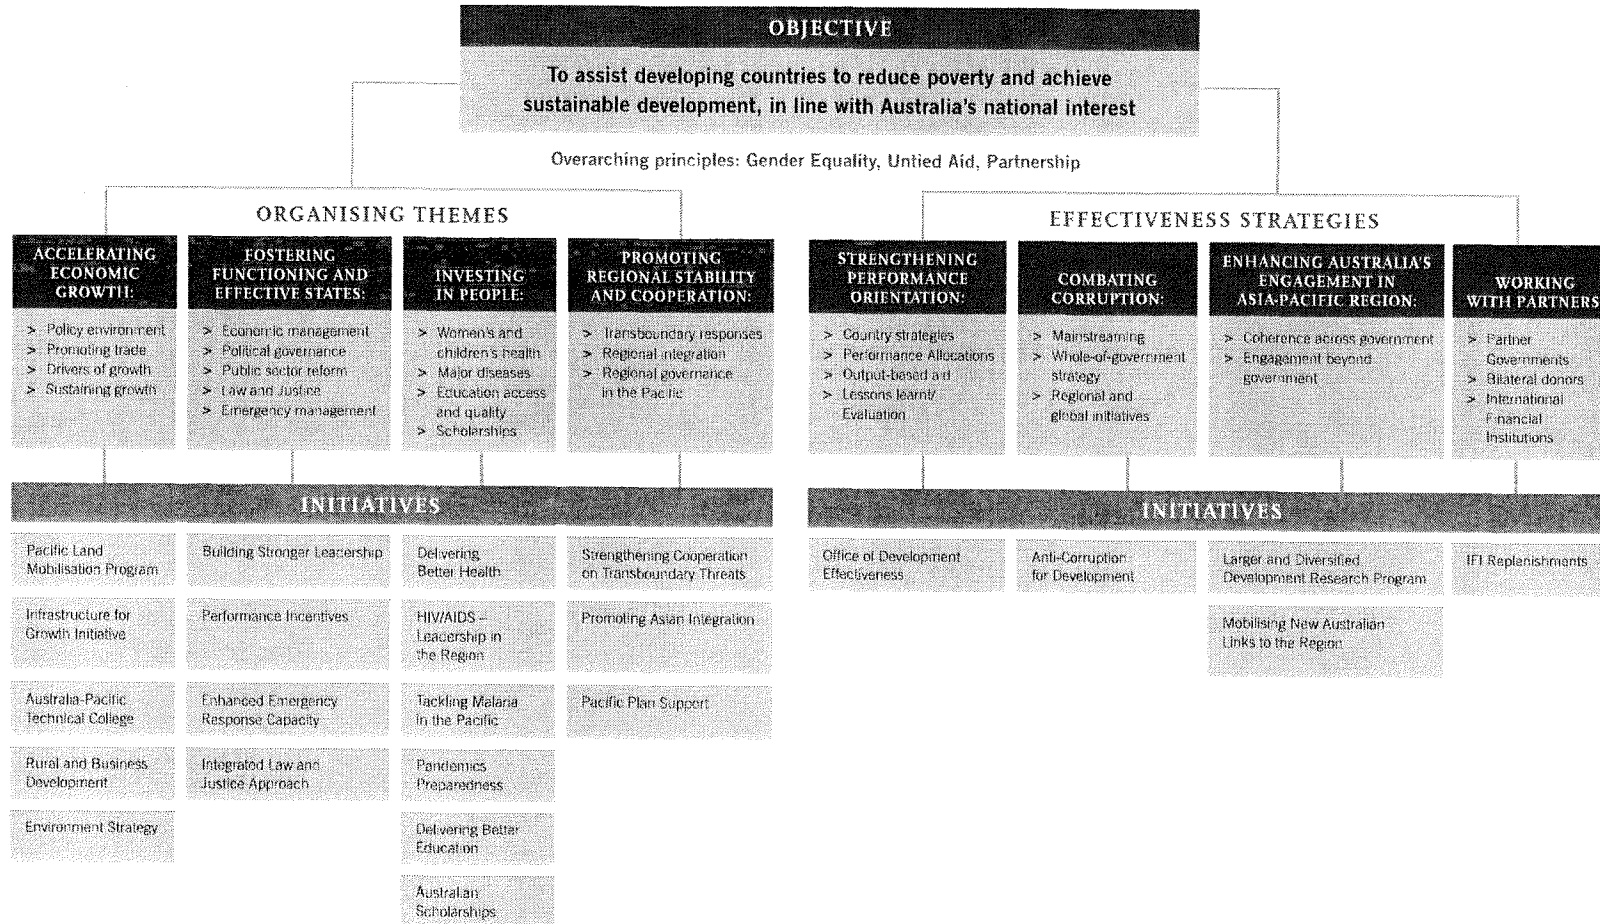 OBJECTIVE
To assist developing countries to reduce poverty and achieve
sustainable development, in line with Australia's national interest
Overarching principles: Gender Equality, Untied Aid, Partnership
ORGANISING THEMES
ACCELERATING
ECONOMIC
GROWTH:
> Policy environment
> Promoting trade
> Drivers of growth
> Sustaining growth
FOSTERING
FUNCTIONING AND
EFFECTIVE STATES:
> Economic management
> Political governance
> Public sector reform
> Law and Justice
> Emergency management
INVESTING
IN PEOPLE:
> Women's and
children's health
> Major diseases
> Education access
and quality
> Scholarships
PROMOTING
REGIONAL STABILITY
AND COOPERATION:
> Transboundary responses
> Regional integration
> Regional governance
in the Pacific
INITIATIVES
Pacific Land
Mobilisation Program
Infrastructure for
Growth Initiative
Australia-Pacific
Technical College
Rural and Business
Development
Environment Strategy
Building Stronger Leadership
Performance Incentives
Enhanced Emergency
Response Capacity
Integrated Law and
Justice Approach
Delivering
Better Health
HIV/AIDS –
Leadership in
the Region
Tackling Malaria
in the Pacific
Pandemics
Preparedness
Delivering Better
Education
Australian
Scholarships
Strengthening Cooperation
on Transboundary Threats
Promoting Asian Integration
Pacific Plan Support
EFFECTIVENESS STRATEGIES
STRENGTHENING
PERFORMANCE
ORIENTATION:
> Country strategies
> Performance Allocations
> Output-based aid
> Lessons learnt/
Evaluation
COMBATING
CORRUPTION:
> Mainstreaming
> Whole-of-government
strategy
> Regional and
global initiatives
ENHANCING AUSTRALIA'S
ENGAGEMENT IN
ASIA-PACIFIC REGION:
> Coherence across government
> Engagement beyond
government
WORKING
WITH PARTNERS
> Partner
Governments
> Bilateral donors
> International
Financial
Institutions
INITIATIVES
Office of Development
Effectiveness
Anti-Corruption
for Development
Larger and Diversified
Development Research Program
Mobilising New Australian
Links to the Region
IFI Replenishments